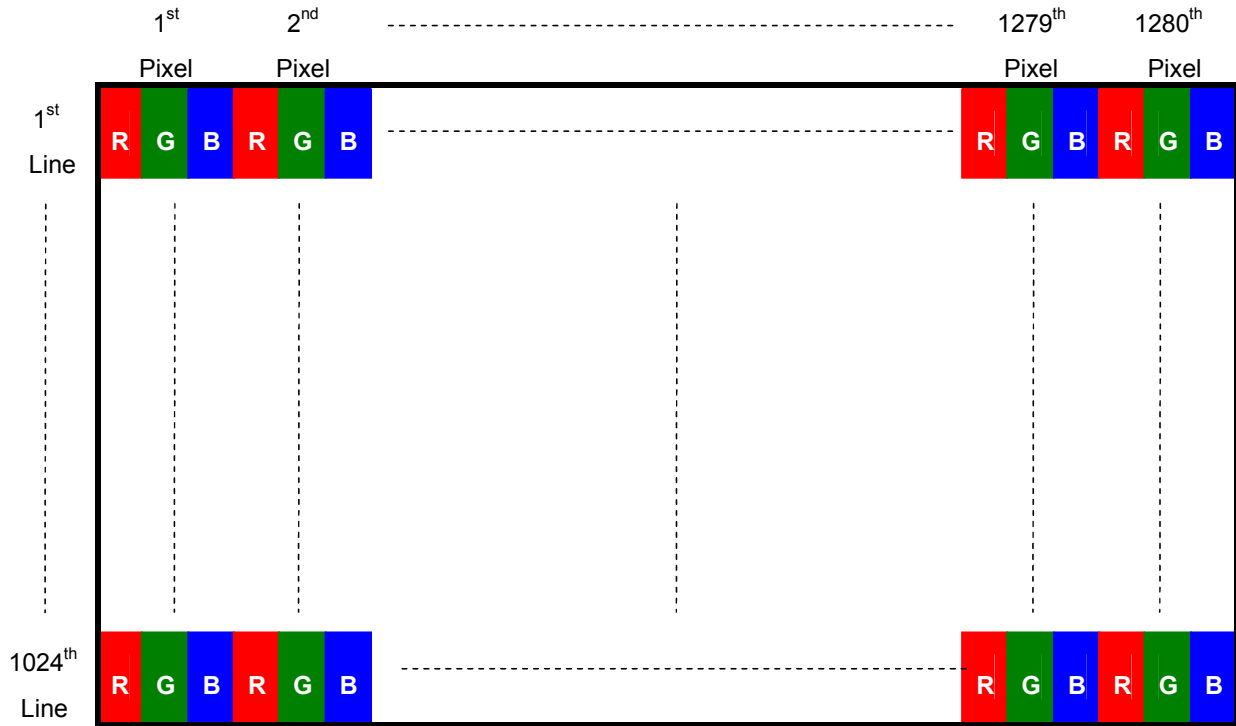 1st 2nd 1279th 1280th
Pixel Pixel Pixel Pixel
1st
Line
R G B R G B R G B R G B
1024th
Line
R G B R G B R G B R G B